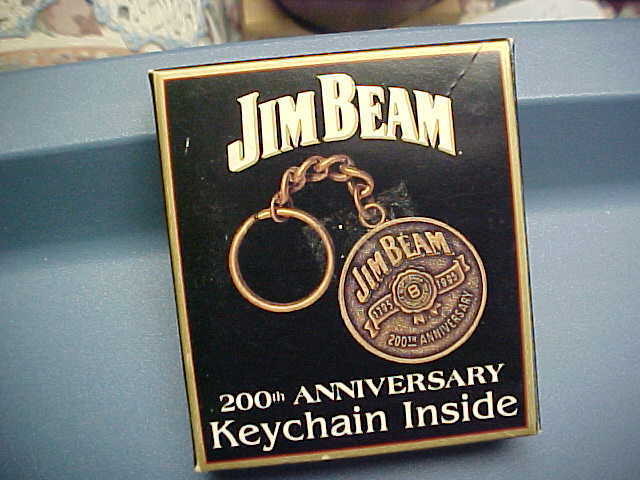 JIM BEAM
JIM BEAM
1795 B 1995
200TH ANNIVERSARY
200th ANNIVERSARY
Keychain Inside